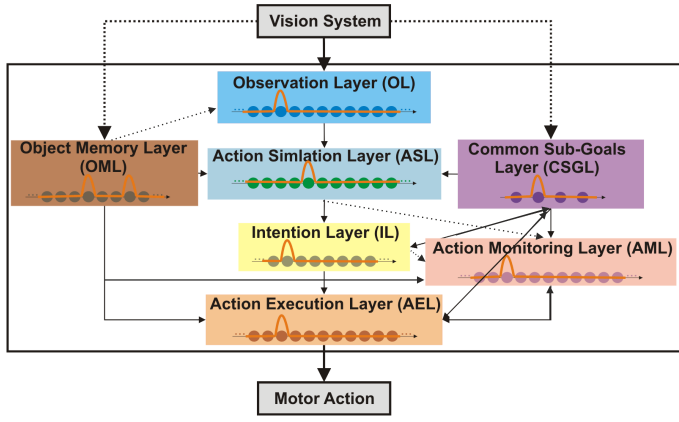 Vision System
Observation Layer (OL)
Object Memory Layer
(OML)
Action Simlation Layer (ASL)
Common Sub-Goals
Layer (CSGL)
Intention Layer (IL)
Action Monitoring Layer (AML)
Action Execution Layer (AEL)
Motor Action